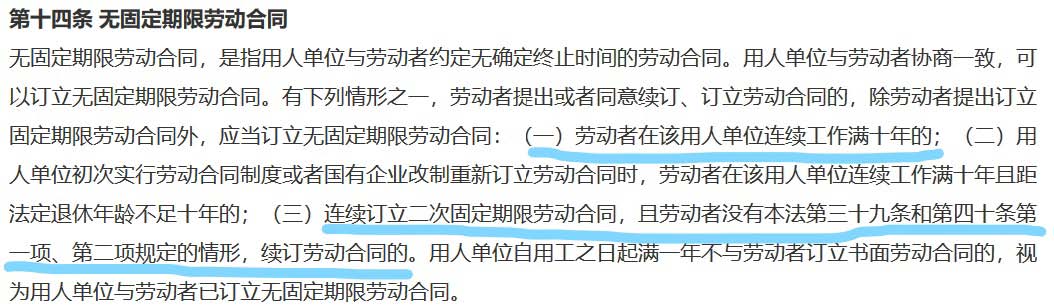 第十四条 无固定期限劳动合同
无固定期限劳动合同，是指用人单位与劳动者约定无确定终止时间的劳动合同。用人单位与劳动者协商一致，可
以订立无固定期限劳动合同。有下列情形之一，劳动者提出或者同意续订、订立劳动合同的，除劳动者提出订立
固定期限劳动合同外，应当订立无固定期限劳动合同：（一）劳动者在该用人单位连续工作满十年的；（二）用
人单位初次实行劳动合同制度或者国有企业改制重新订立劳动合同时，劳动者在该用人单位连续工作满十年且距
法定退休年龄不足十年的；（三）连续订立二次固定期限劳动合同，且劳动者没有本法第三十九条和第四十条第
一项、第二项规定的情形，续订劳动合同的。用人单位自用工之日起满一年不与劳动者订立书面劳动合同的，视
为用人单位与劳动者已订立无固定期限劳动合同。